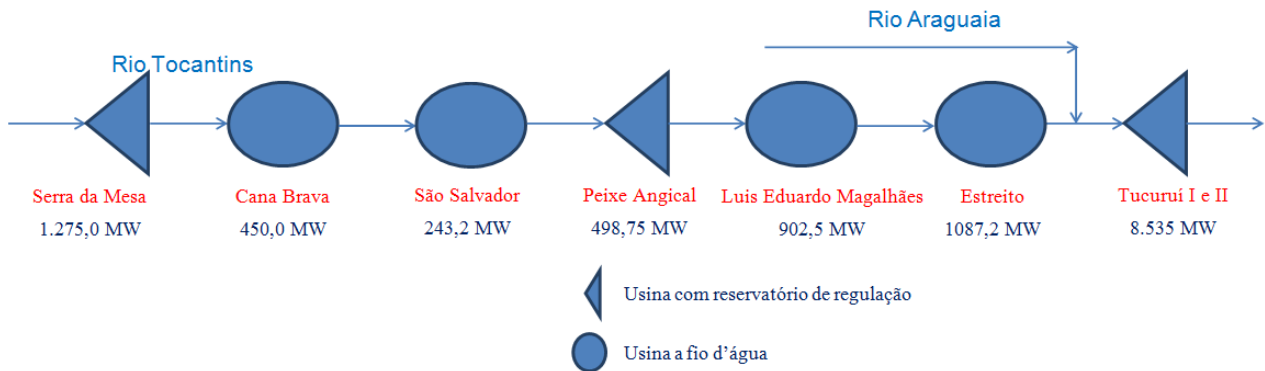 Rio Araguaia
Rio Tocantins
Serra da Mesa
Cana Brava
São Salvador
Peixe Angical
Luis Eduardo Magalhães
Estreito
Tucuruí I e II
1.275,0 MW
450,0 MW
243,2 MW
498,75 MW
902,5 MW
1087,2 MW
8.535 MW
Usina com reservatório de regulação
Usina a fio d’água